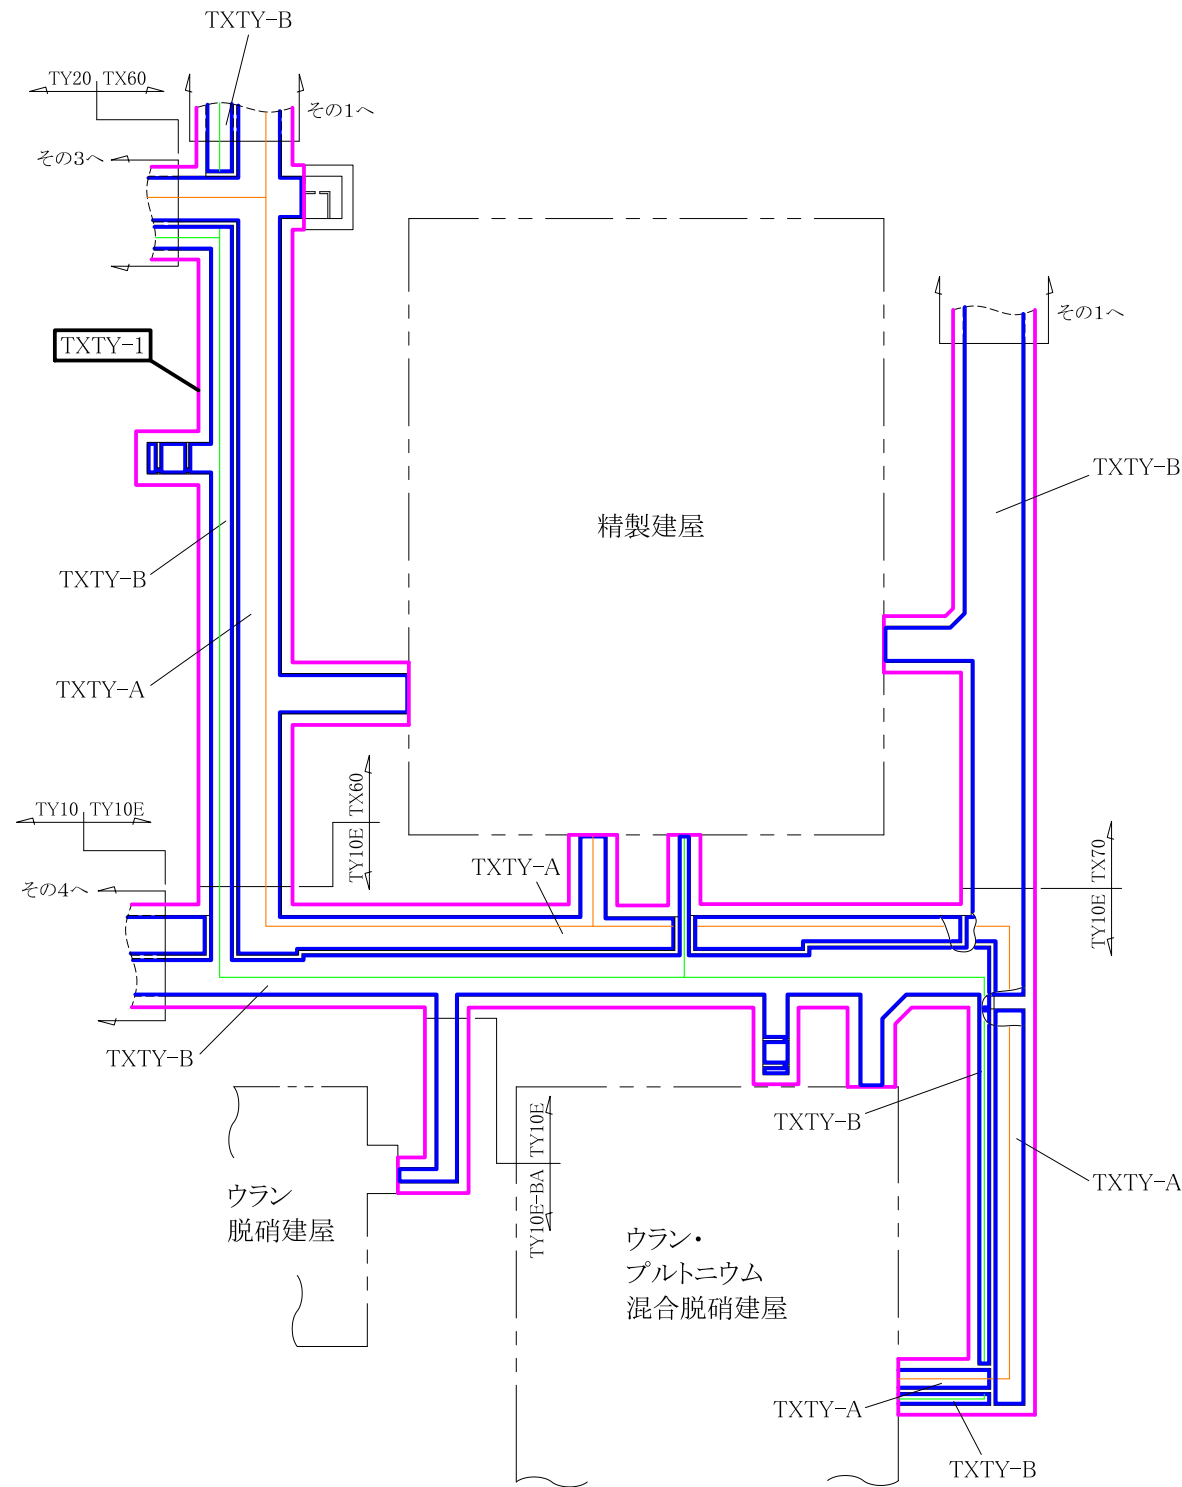 TXTY-B
TY20 TX60
その1へ
その3へ
その1へ
TXTY-1
TXTY-B
精製建屋
TXTY-B
TXTY-A
TY10E TX60
TY10 TY10E
TXTY-A
TY10E TX70
その4へ
TXTY-B
TXTY-B
TY10E-BA TY10E
TXTY-A
ウラン
脱硝建屋
ウラン・
プルトニウム
混合脱硝建屋
TXTY-A
TXTY-B